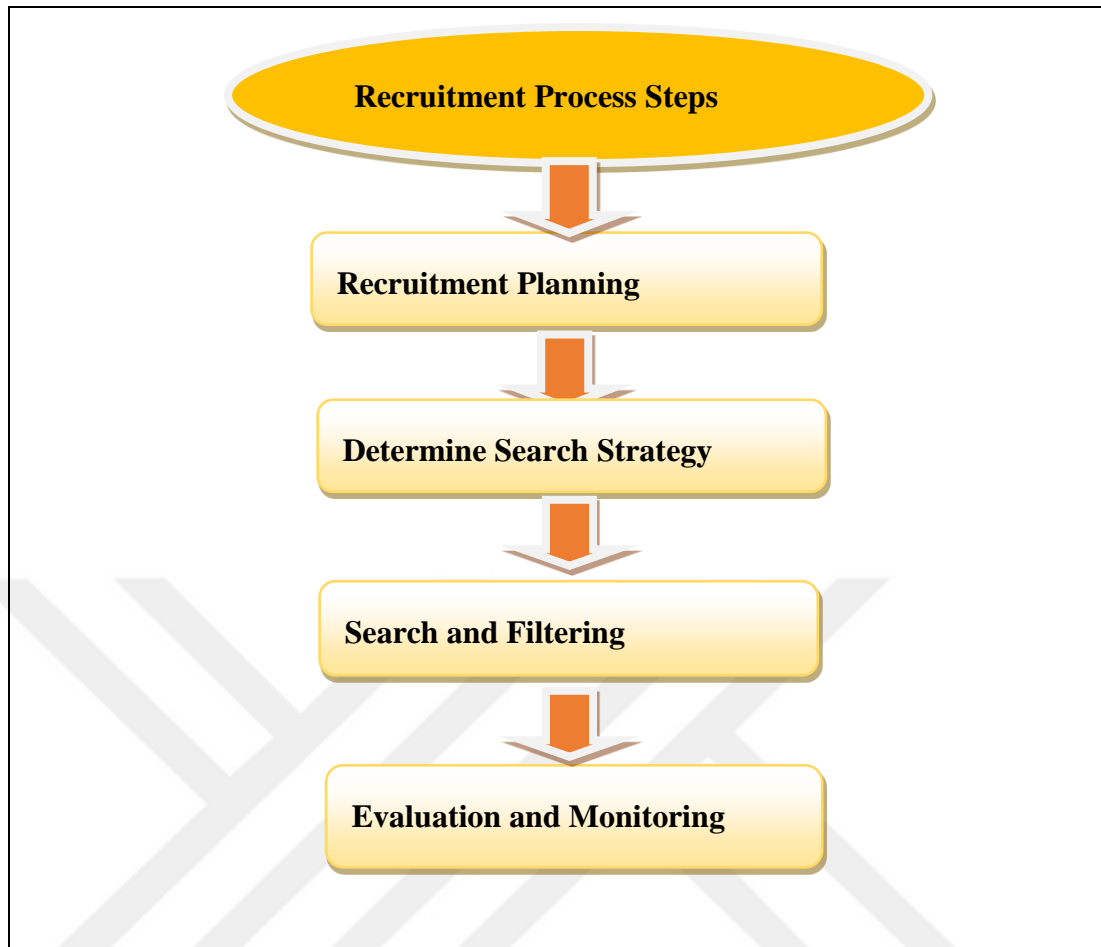 Recruitment Process Steps
Recruitment Planning
Determine Search Strategy
Search and Filtering
Evaluation and Monitoring